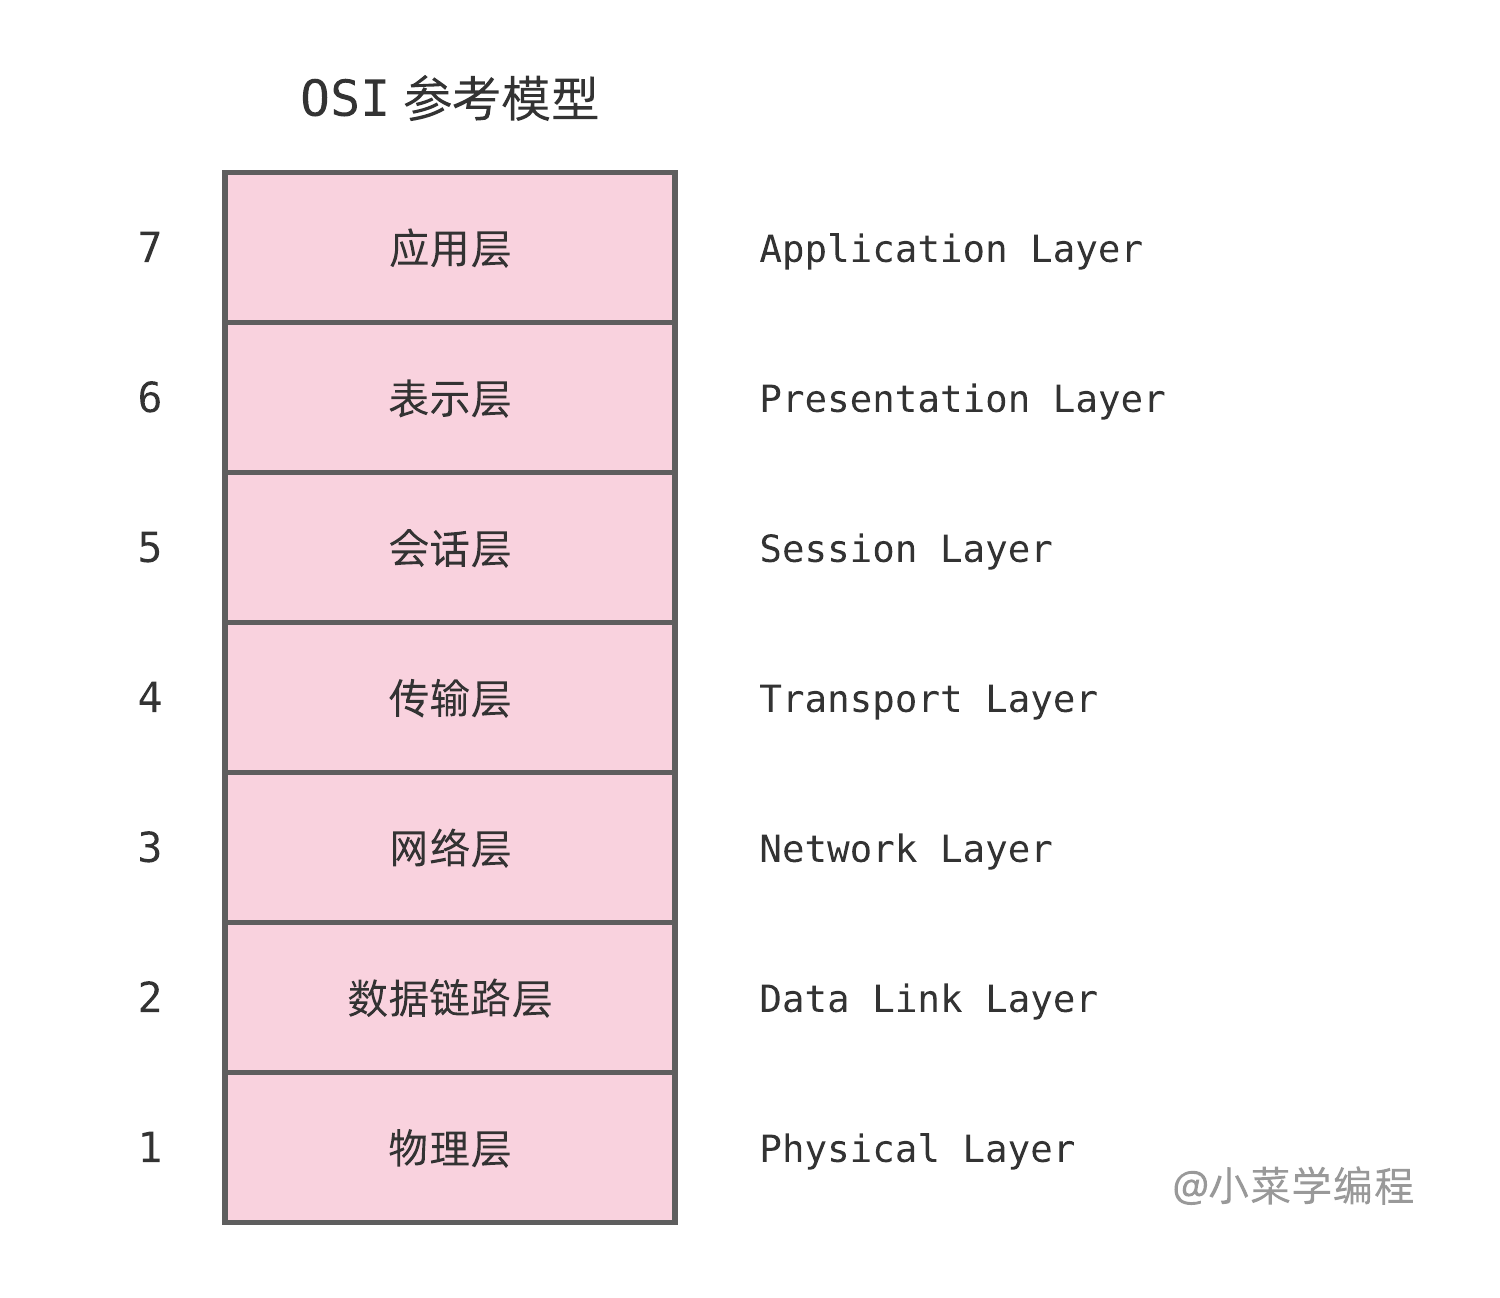 OSI 参考模型
7 应用层 Application Layer
6 表示层 Presentation Layer
5 会话层 Session Layer
4 传输层 Transport Layer
3 网络层 Network Layer
2 数据链路层 Data Link Layer
1 物理层 Physical Layer
@小菜学编程